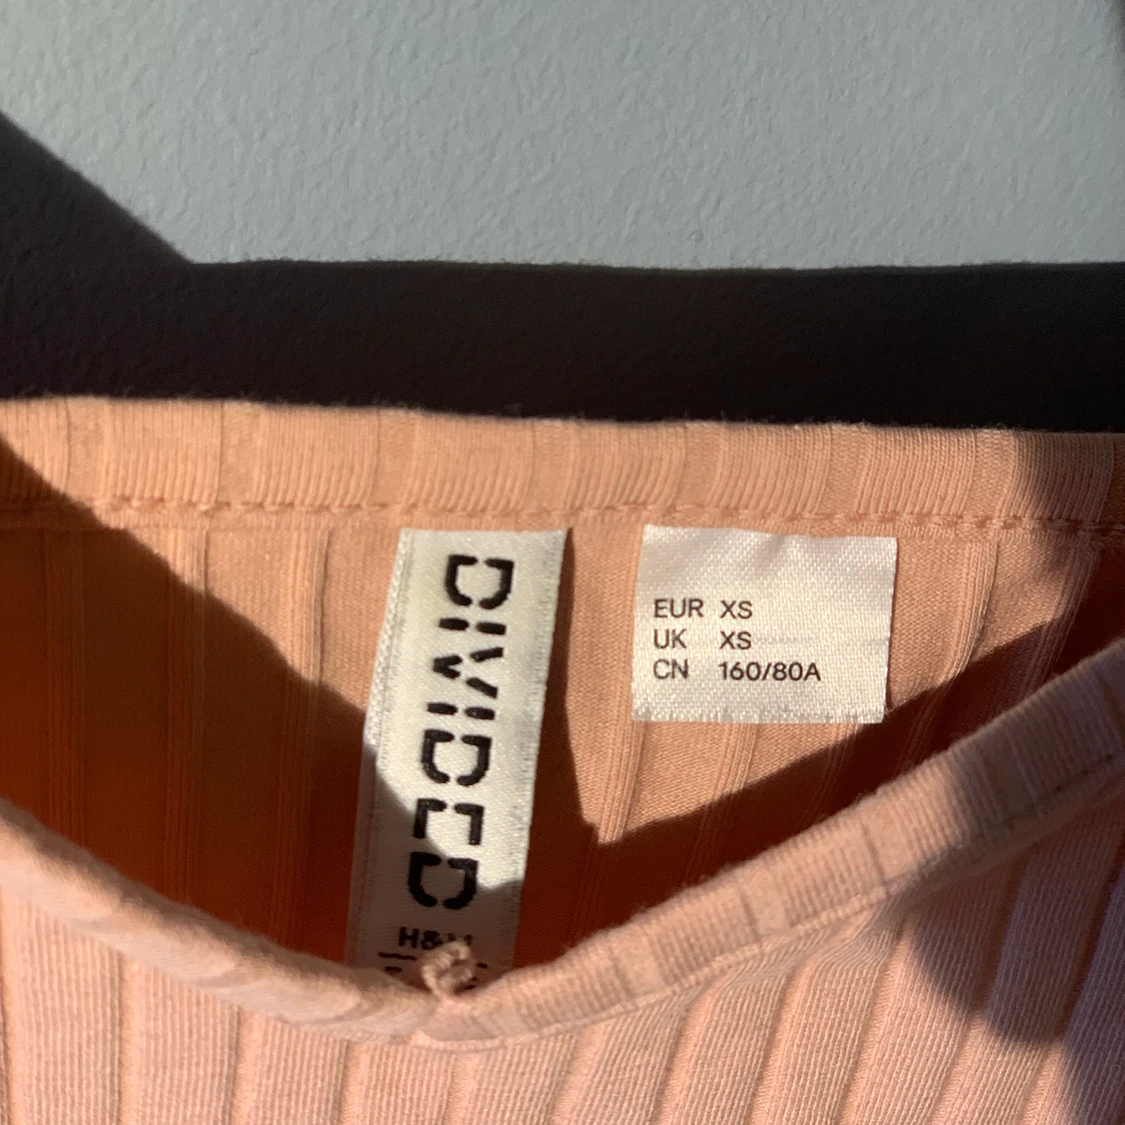 DIVIDED
H&M
EUR XS
UK XS
CN 160/80A